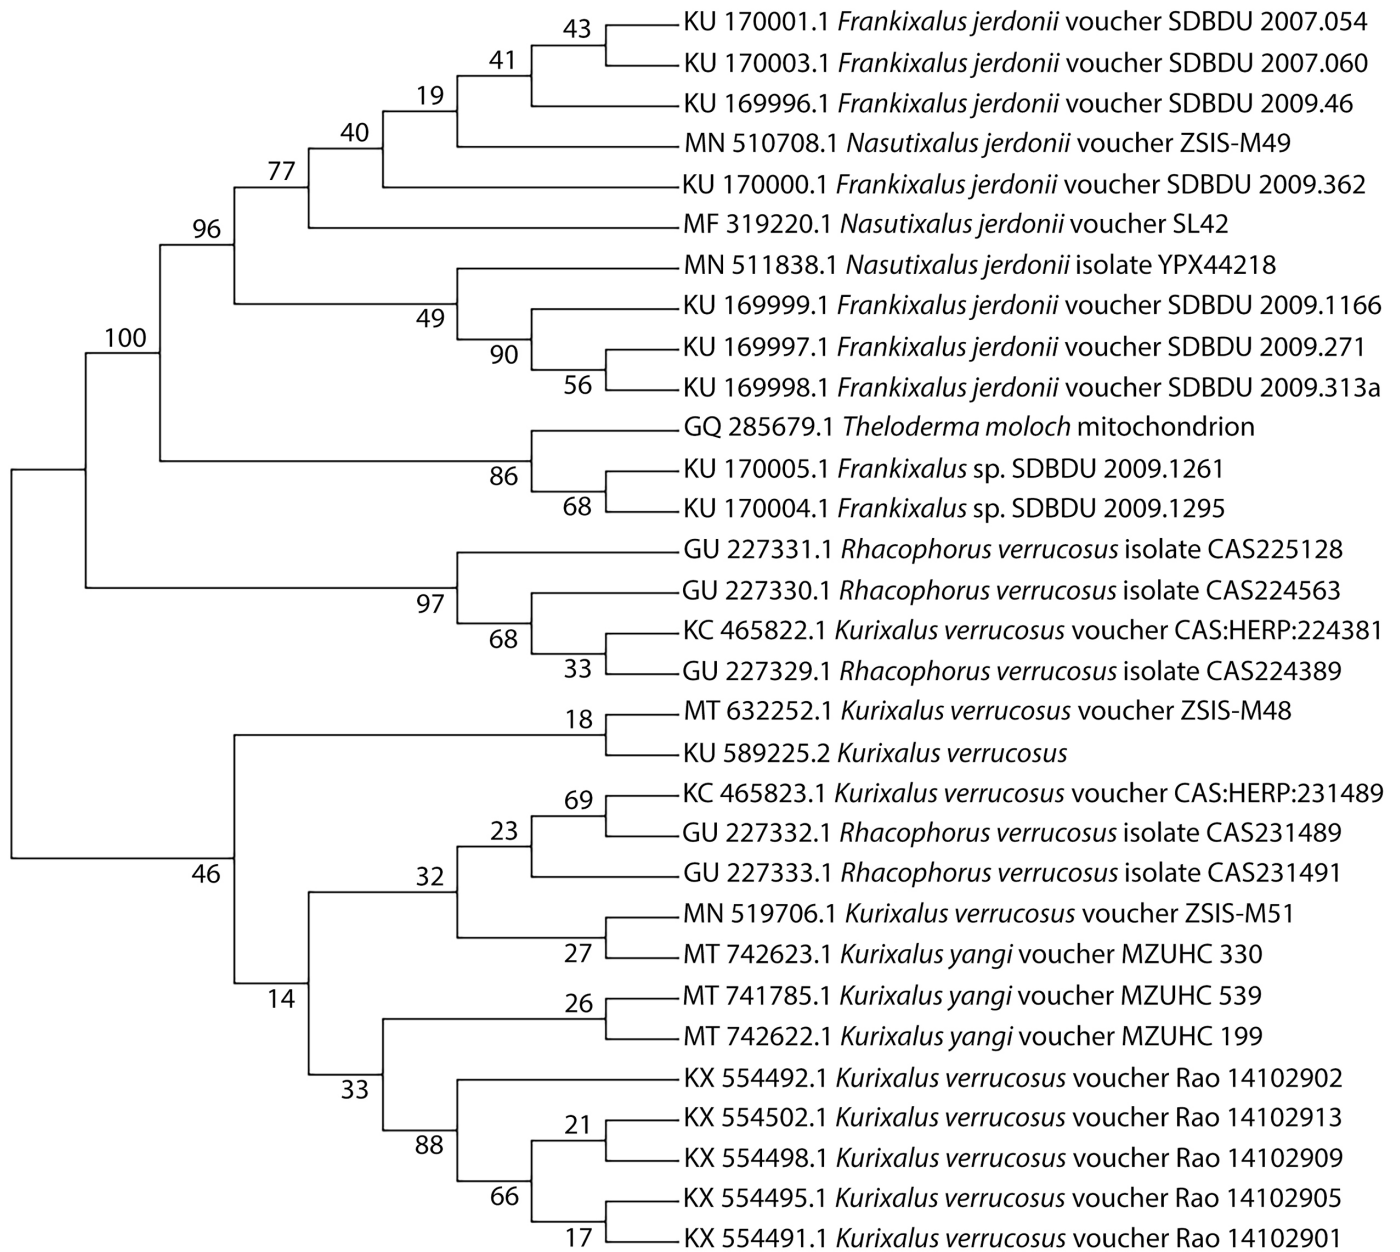 43
KU 170001.1 Frankixalus jerdonii voucher SDBDU 2007.054
41
KU 170003.1 Frankixalus jerdonii voucher SDBDU 2007.060
19
KU 169996.1 Frankixalus jerdonii voucher SDBDU 2009.46
40
MN 510708.1 Nasutixalus jerdonii voucher ZSIS-M49
77
KU 170000.1 Frankixalus jerdonii voucher SDBDU 2009.362
96
MF 319220.1 Nasutixalus jerdonii voucher SL42
MN 511838.1 Nasutixalus jerdonii isolate YPX44218
49
KU 169999.1 Frankixalus jerdonii voucher SDBDU 2009.1166
100
90
KU 169997.1 Frankixalus jerdonii voucher SDBDU 2009.271
56
KU 169998.1 Frankixalus jerdonii voucher SDBDU 2009.313a
GQ 285679.1 Theloderma moloch mitochondrion
86
KU 170005.1 Frankixalus sp. SDBDU 2009.1261
68
KU 170004.1 Frankixalus sp. SDBDU 2009.1295
GU 227331.1 Rhacophorus verrucosus isolate CAS225128
97
GU 227330.1 Rhacophorus verrucosus isolate CAS224563
68
KC 465822.1 Kurixalus verrucosus voucher CAS:HERP:224381
33
GU 227329.1 Rhacophorus verrucosus isolate CAS224389
18
MT 632252.1 Kurixalus verrucosus voucher ZSIS-M48
KU 589225.2 Kurixalus verrucosus
69
KC 465823.1 Kurixalus verrucosus voucher CAS:HERP:231489
23
GU 227332.1 Rhacophorus verrucosus isolate CAS231489
46
32
GU 227333.1 Rhacophorus verrucosus isolate CAS231491
MN 519706.1 Kurixalus verrucosus voucher ZSIS-M51
27
MT 742623.1 Kurixalus yangi voucher MZUHC 330
14
26
MT 741785.1 Kurixalus yangi voucher MZUHC 539
MT 742622.1 Kurixalus yangi voucher MZUHC 199
33
KX 554492.1 Kurixalus verrucosus voucher Rao 14102902
21
KX 554502.1 Kurixalus verrucosus voucher Rao 14102913
88
KX 554498.1 Kurixalus verrucosus voucher Rao 14102909
66
KX 554495.1 Kurixalus verrucosus voucher Rao 14102905
17
KX 554491.1 Kurixalus verrucosus voucher Rao 14102901